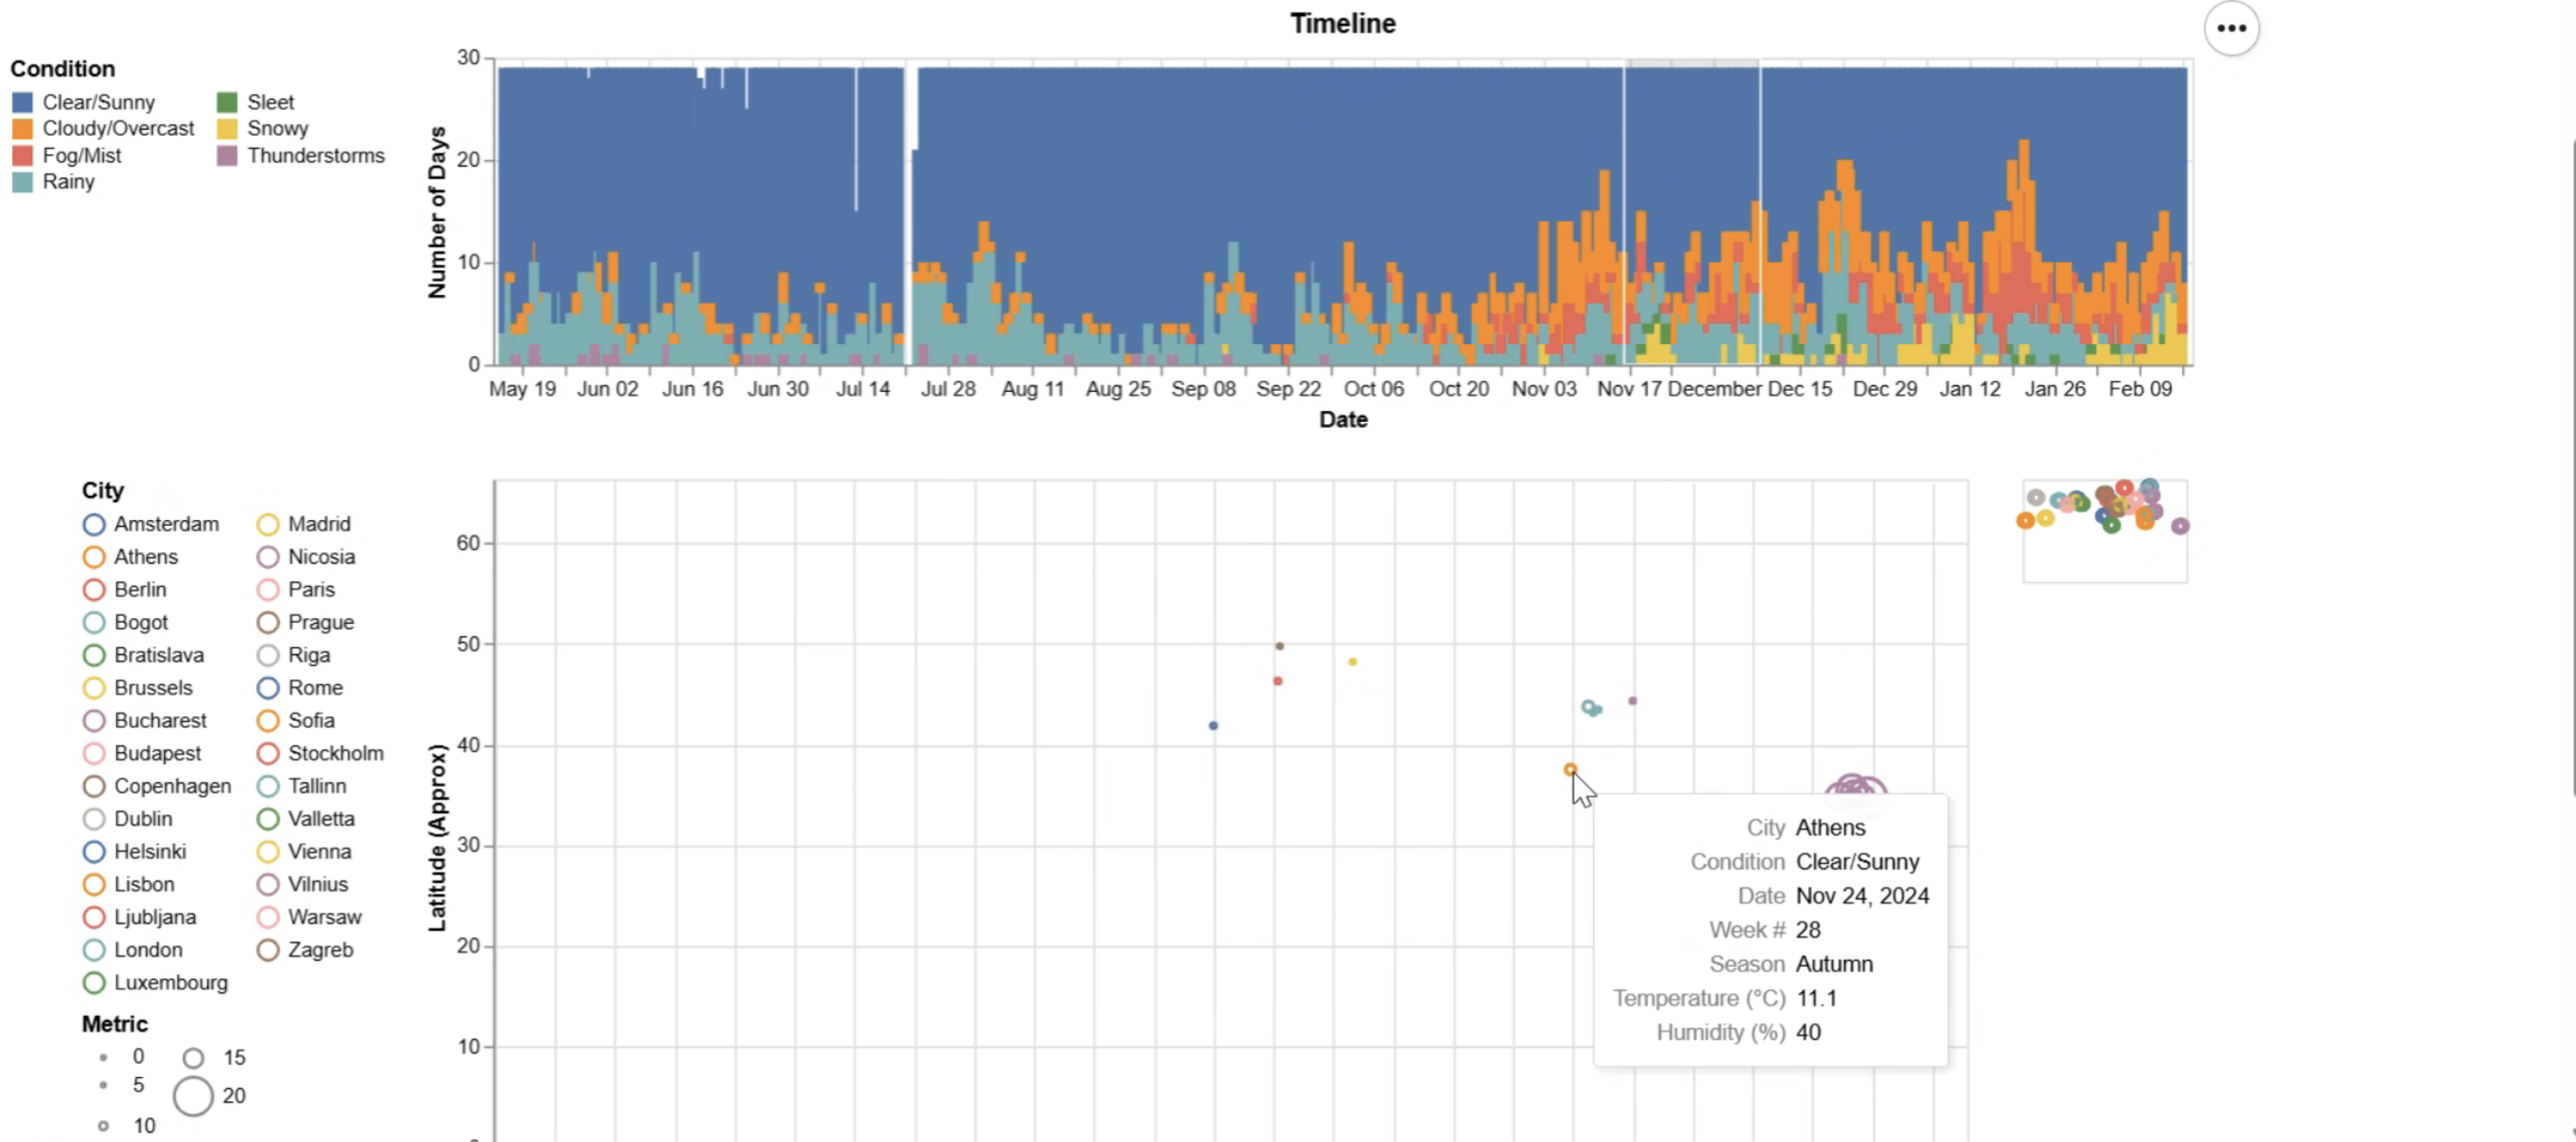 Timeline
Condition
Clear/Sunny
Sleet
Cloudy/Overcast
Snowy
Fog/Mist
Thunderstorms
Rainy
Number of Days
30
20
10
0
May 19 Jun 02 Jun 16 Jun 30 Jul 14 Jul 28 Aug 11 Aug 25 Sep 08 Sep 22 Oct 06 Oct 20 Nov 03 Nov 17 December Dec 15 Dec 29 Jan 12 Jan 26 Feb 09
Date
City
Amsterdam
Madrid
Athens
Nicosia
Berlin
Paris
Bogot
Prague
Bratislava
Riga
Brussels
Rome
Bucharest
Sofia
Budapest
Stockholm
Copenhagen
Tallinn
Dublin
Valletta
Helsinki
Vienna
Lisbon
Vilnius
Ljubljana
Warsaw
London
Zagreb
Luxembourg
Metric
0
15
5
20
10
Latitude (Approx)
60
50
40
30
20
10
City Athens
Condition Clear/Sunny
Date Nov 24, 2024
Week # 28
Season Autumn
Temperature (°C) 11.1
Humidity (%) 40